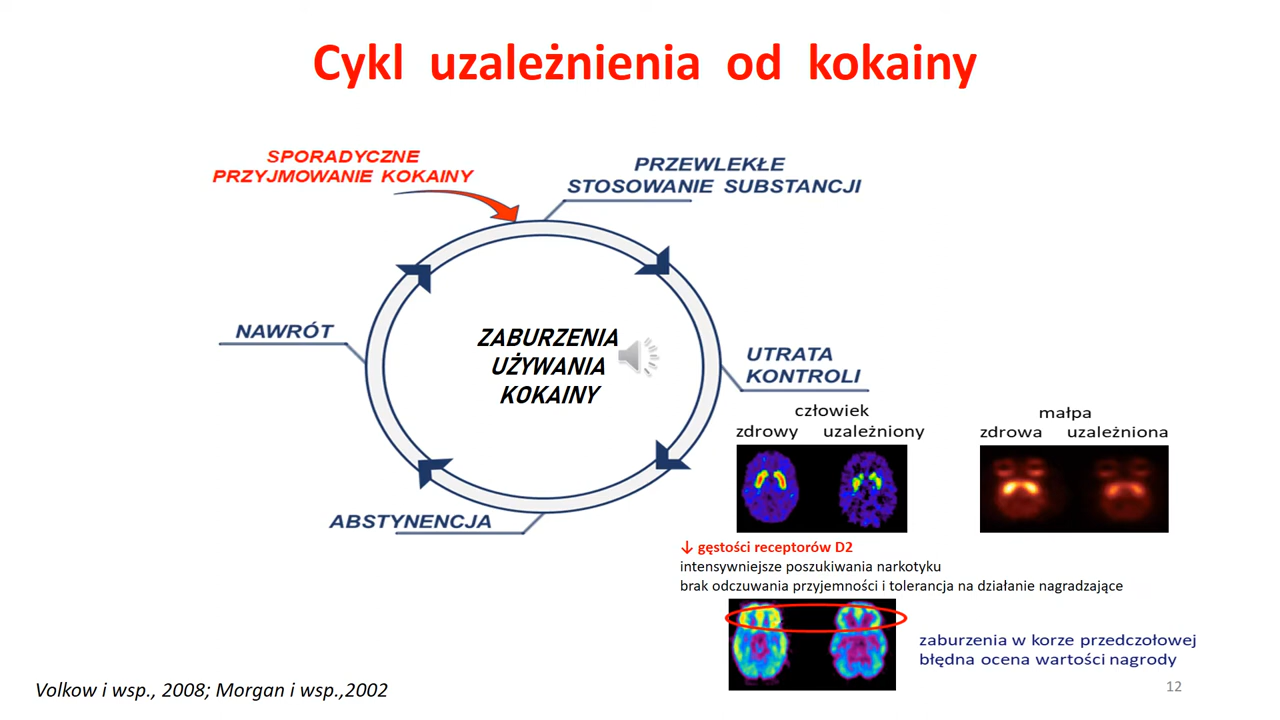 Cykl uzależnienia od kokainy
SPORADYCZNE
PRZYJMOWANIE KOKAINY
PRZEWLEKŁE
STOSOWANIE SUBSTANCJI
NAWRÓT
ZABURZENIA
UŻYWANIA
KOKAINY
UTRATA
KONTROLI
ABSTYNENCJA
człowiek
zdrowy uzależniony
małpa
zdrowa uzależniona
↓ gęstości receptorów D2
intensywniejsze poszukiwania narkotyku
brak odczuwania przyjemności i tolerancja na działanie nagradzające
zaburzenia w korze przedczołowej
błędna ocena wartości nagrody
Volkow i wsp., 2008; Morgan i wsp.,2002
12